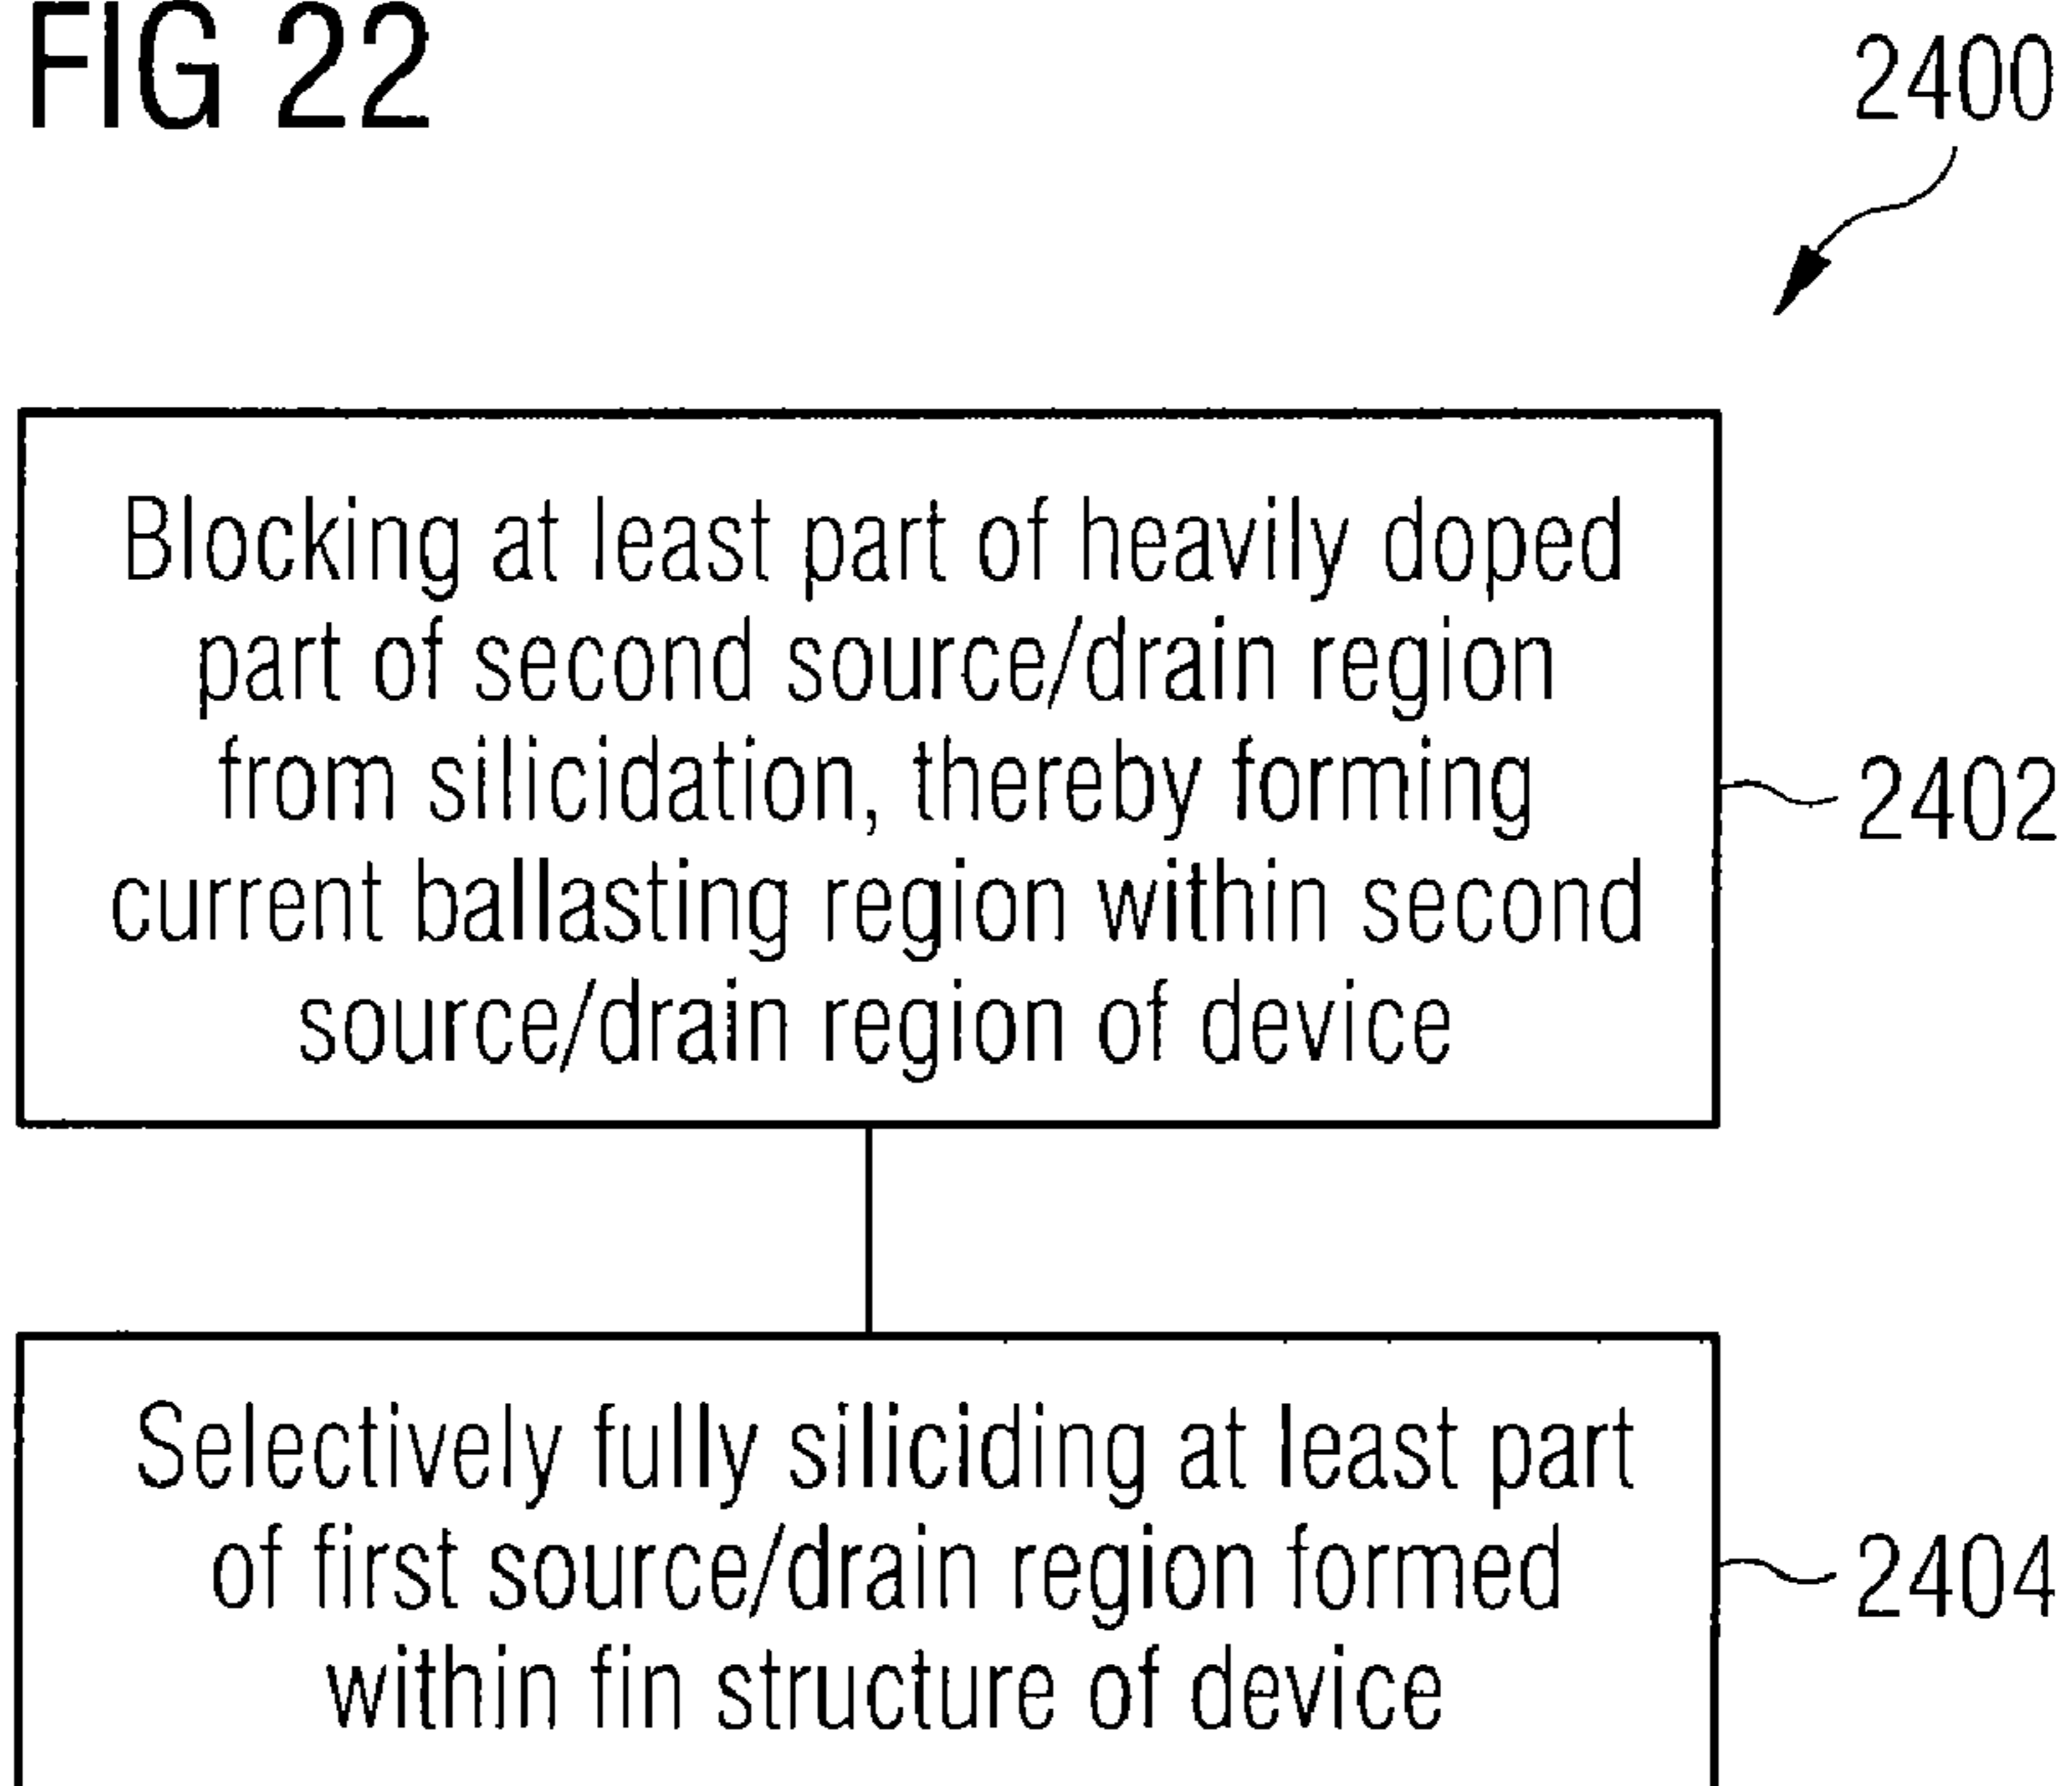 FIG 22
2400
Blocking at least part of heavily doped
part of second source/drain region
from silicidation, thereby forming
current ballasting region within second
source/drain region of device
2402
Selectively fully siliciding at least part
of first source/drain region formed
within fin structure of device
2404